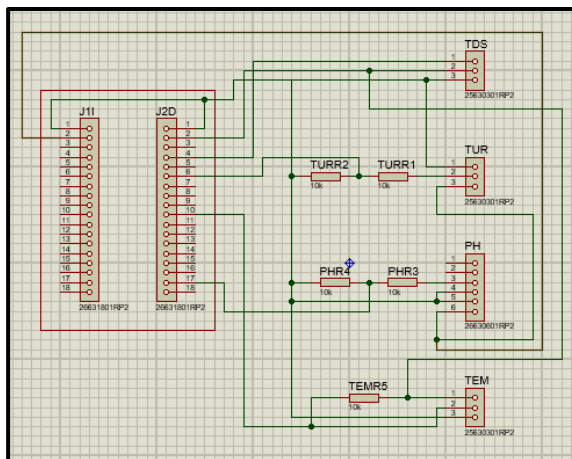 TDS
1
2
3
25630301RP2
J1I
1
2
3
4
5
6
7
8
9
10
11
12
13
14
15
16
17
18
26631801RP2
J2D
1
2
3
4
5
6
7
8
9
10
11
12
13
14
15
16
17
18
26631801RP2
TURR2
10k
TURR1
10k
TUR
1
2
3
25630301RP2
PHR4
10k
PHR3
10k
PH
1
2
3
4
5
6
26630601RP2
TEMR5
10k
TEM
1
2
3
25630301RP2